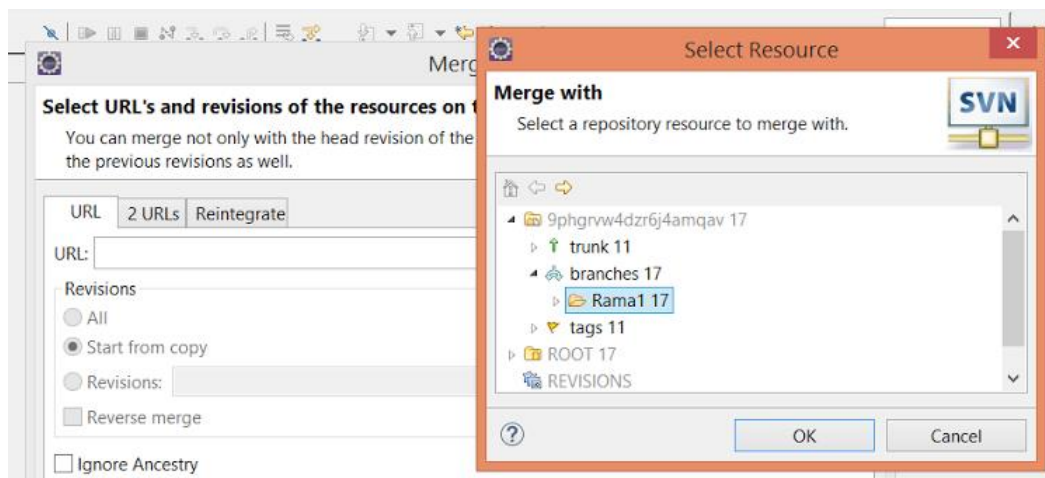 Merg
Select URL's and revisions of the resources on t
You can merge not only with the head revision of the
the previous revisions as well.
URL
2 URLs
Reintegrate
URL:
Revisions
All
Start from copy
Revisions:
Reverse merge
Ignore Ancestry
Select Resource
Merge with
Select a repository resource to merge with.
SVN
9phgrvw4dzr6j4amqav 17
trunk 11
branches 17
Rama1 17
tags 11
ROOT 17
REVISIONS
OK
Cancel